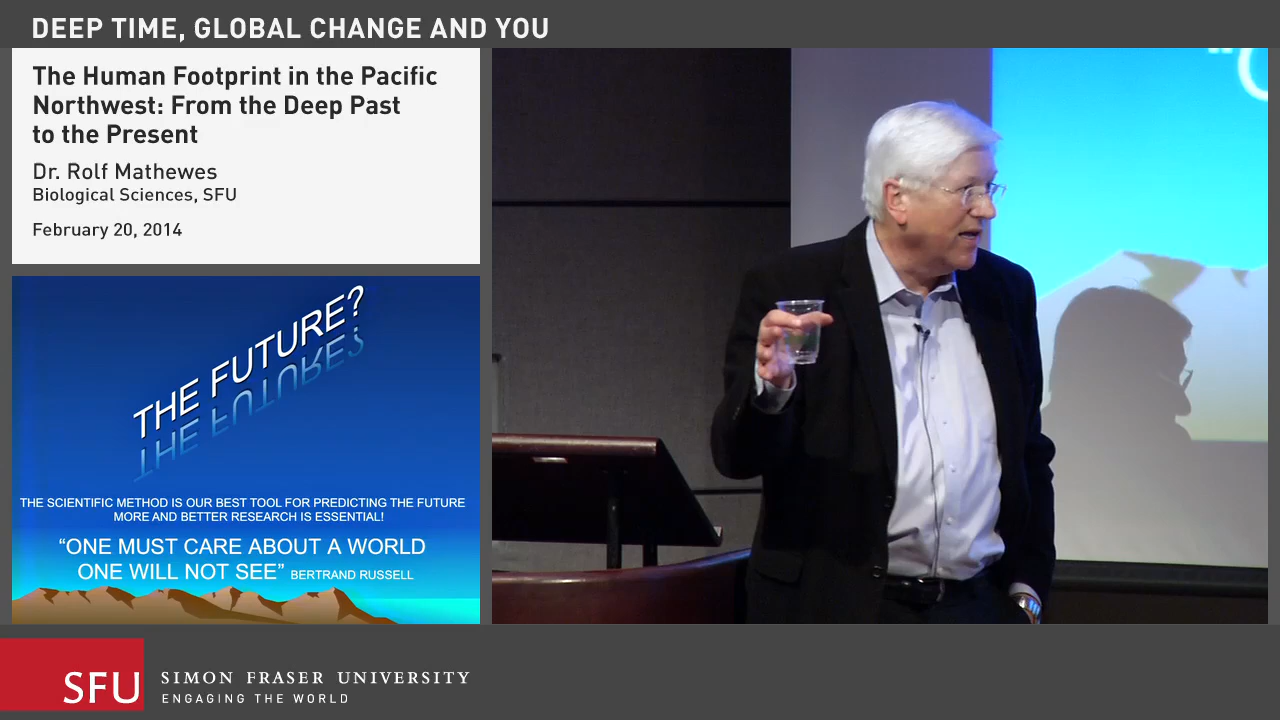 DEEP TIME, GLOBAL CHANGE AND YOU
The Human Footprint in the Pacific
Northwest: From the Deep Past
to the Present
Dr. Rolf Mathewes
Biological Sciences, SFU
February 20, 2014
THE FUTURE?
THE SCIENTIFIC METHOD IS OUR BEST TOOL FOR PREDICTING THE FUTURE
MORE AND BETTER RESEARCH IS ESSENTIAL!
“ONE MUST CARE ABOUT A WORLD
ONE WILL NOT SEE” BERTRAND RUSSELL
SFU SIMON FRASER UNIVERSITY
ENGAGING THE WORLD